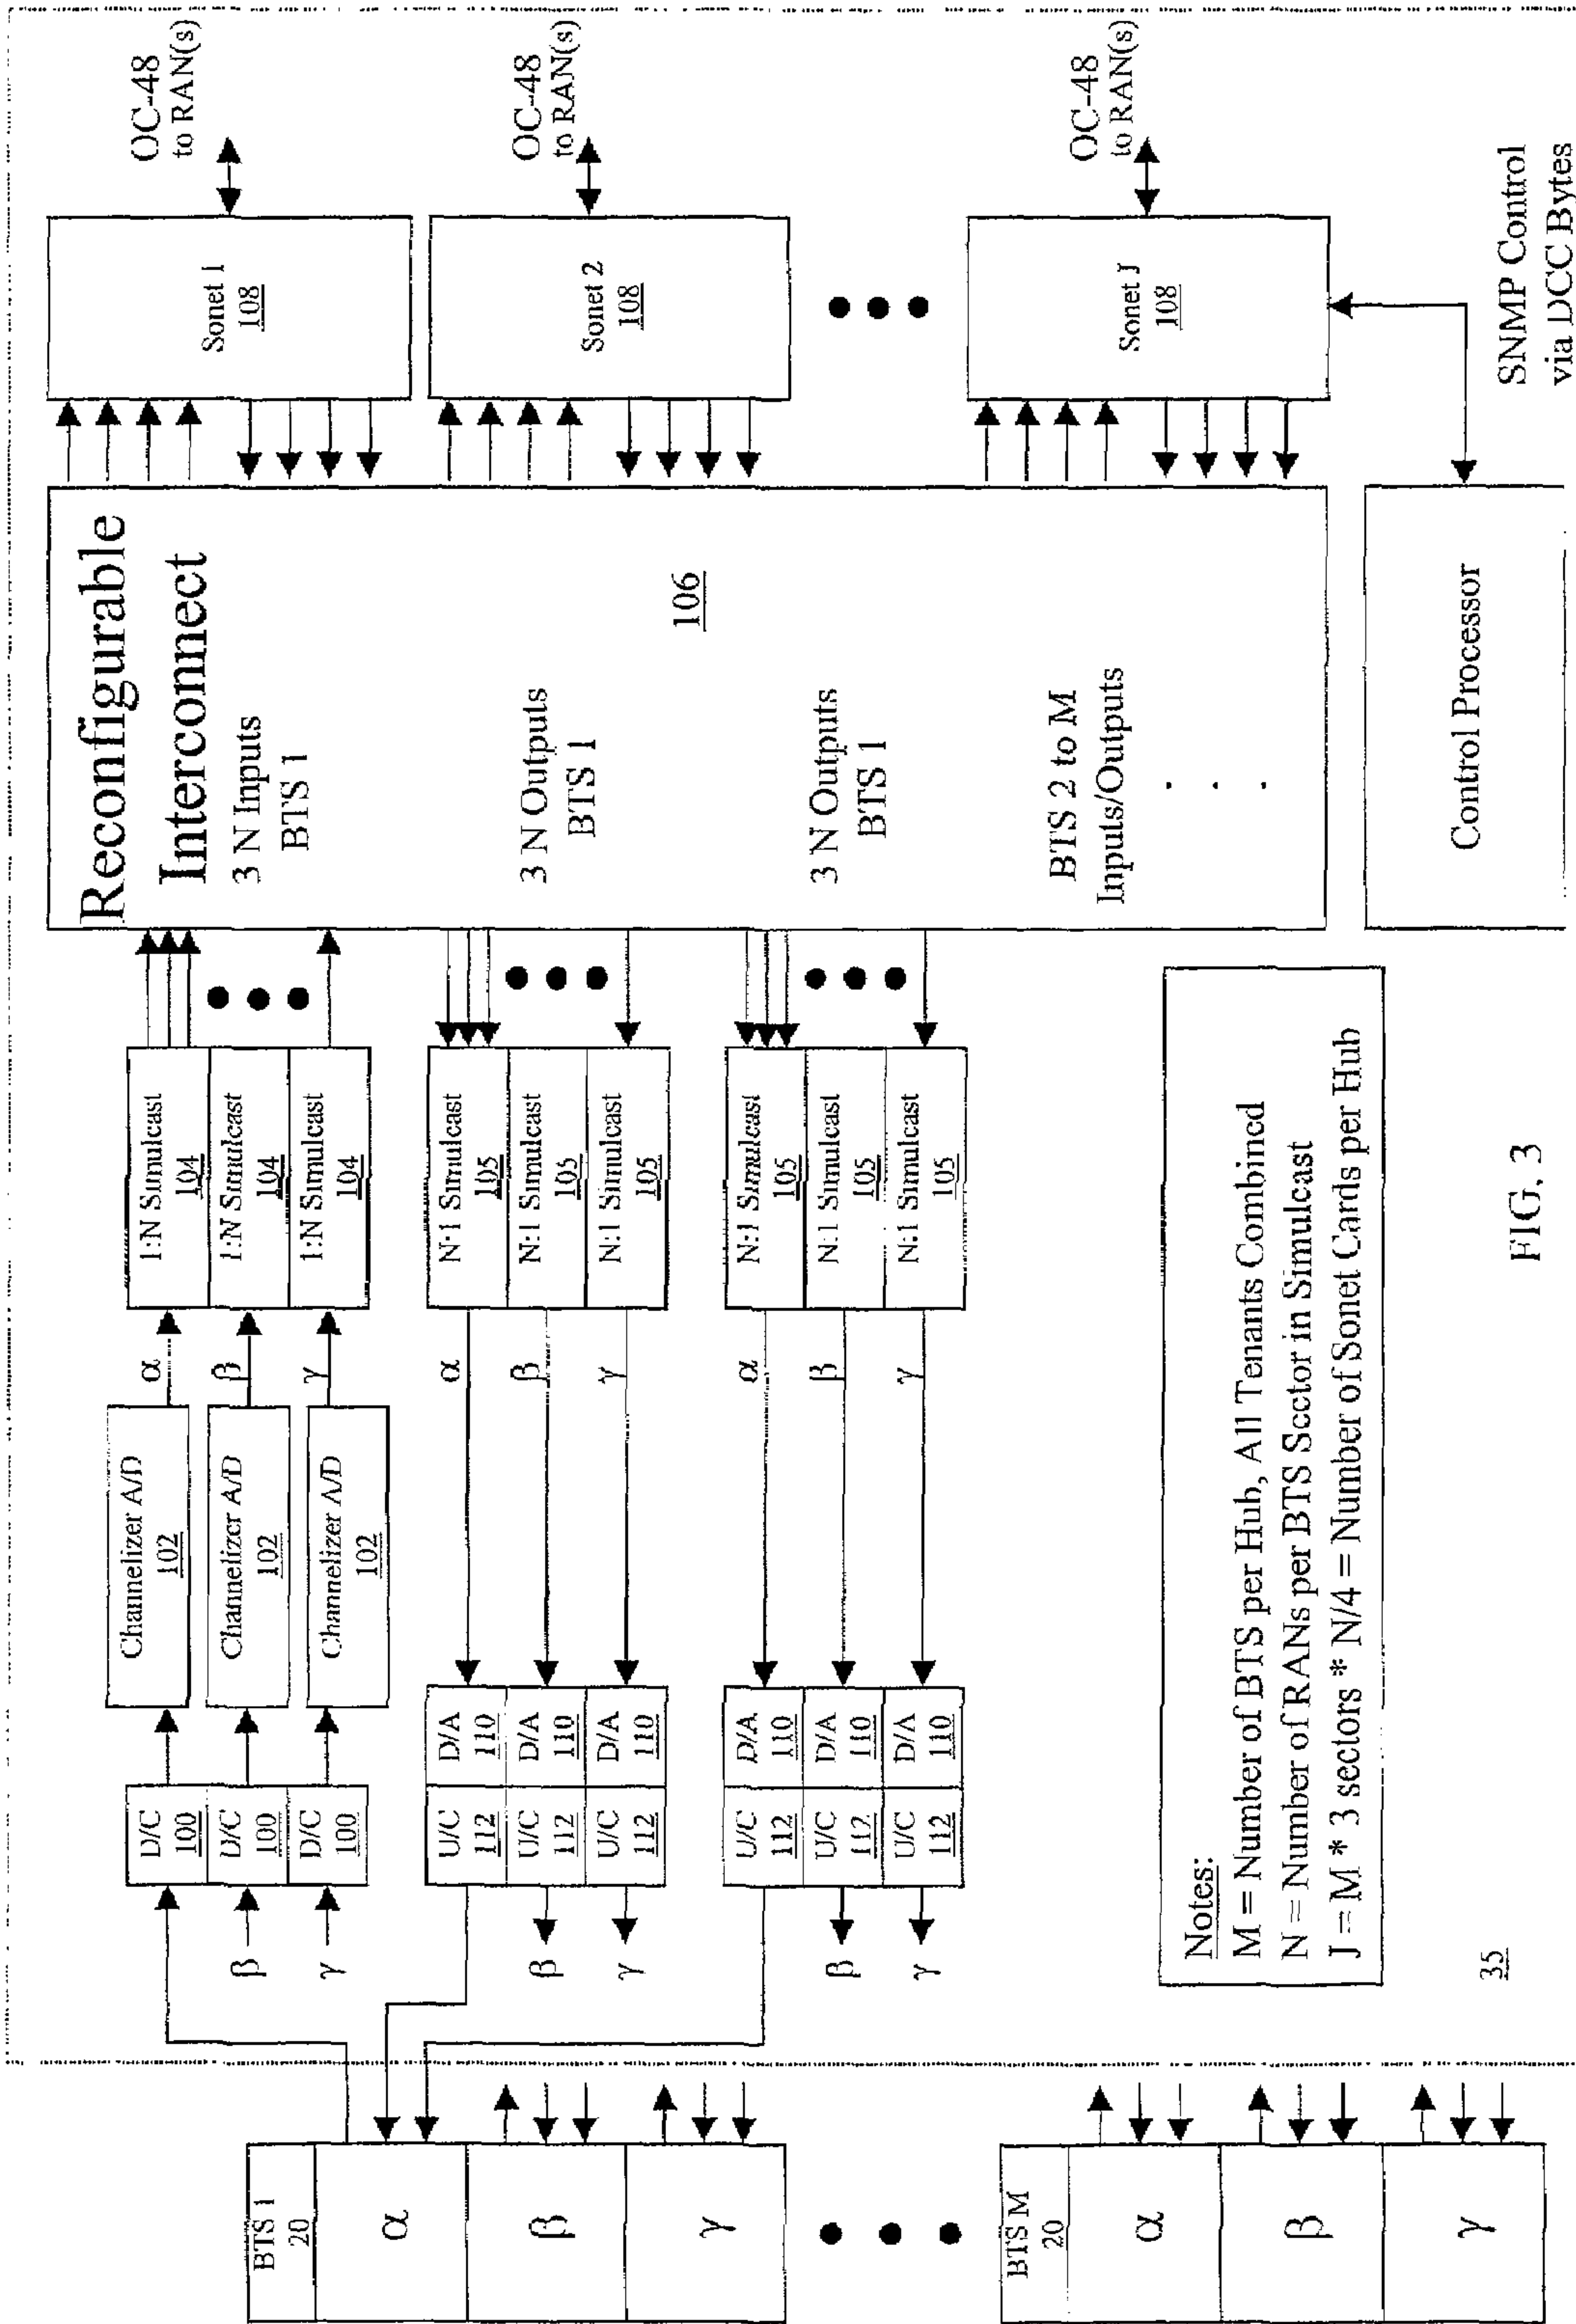 BTS 1
20
α
β
γ
BTS M
20
α
β
γ
β
γ
D/C
100
D/C
100
D/C
100
Channelizer A/D
102
Channelizer A/D
102
Channelizer A/D
102
α
β
γ
1:N Simulcast
104
1:N Simulcast
104
1:N Simulcast
104
β
γ
U/C
112
U/C
112
U/C
112
D/A
110
D/A
110
D/A
110
α
β
γ
N:1 Simulcast
105
N:1 Simulcast
105
N:1 Simulcast
105
β
γ
U/C
112
U/C
112
U/C
112
D/A
110
D/A
110
D/A
110
α
β
γ
N:1 Simulcast
105
N:1 Simulcast
105
N:1 Simulcast
105
Reconfigurable
Interconnect
3 N Inputs
BTS 1
3 N Outputs
BTS 1
106
3 N Outputs
BTS 1
BTS 2 to M
Inputs/Outputs
Sonet 1
108
OC-48
to RAN(s)
Sonet 2
108
OC-48
to RAN(s)
Sonet J
108
OC-48
to RAN(s)
Control Processor
SNMP Control
via DCC Bytes
Notes:
M = Number of BTS per Hub, All Tenants Combined
N = Number of RANs per BTS Sector in Simulcast
J = M * 3 sectors * N/4 = Number of Sonet Cards per Hub
35
FIG. 3